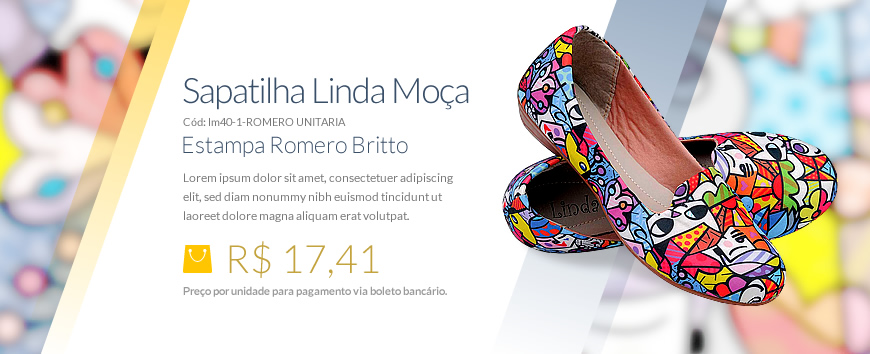 Sapatilha Linda Moça
Cód: lm40-1-ROMERO UNITARIA
Estampa Romero Britto
Lorem ipsum dolor sit amet, consectetuer adipiscing
elit, sed diam nonummy nibh euismod tincidunt ut
laoreet dolore magna aliquam erat volutpat.
R$ 17,41
Preço por unidade para pagamento via boleto bancário.
Linda